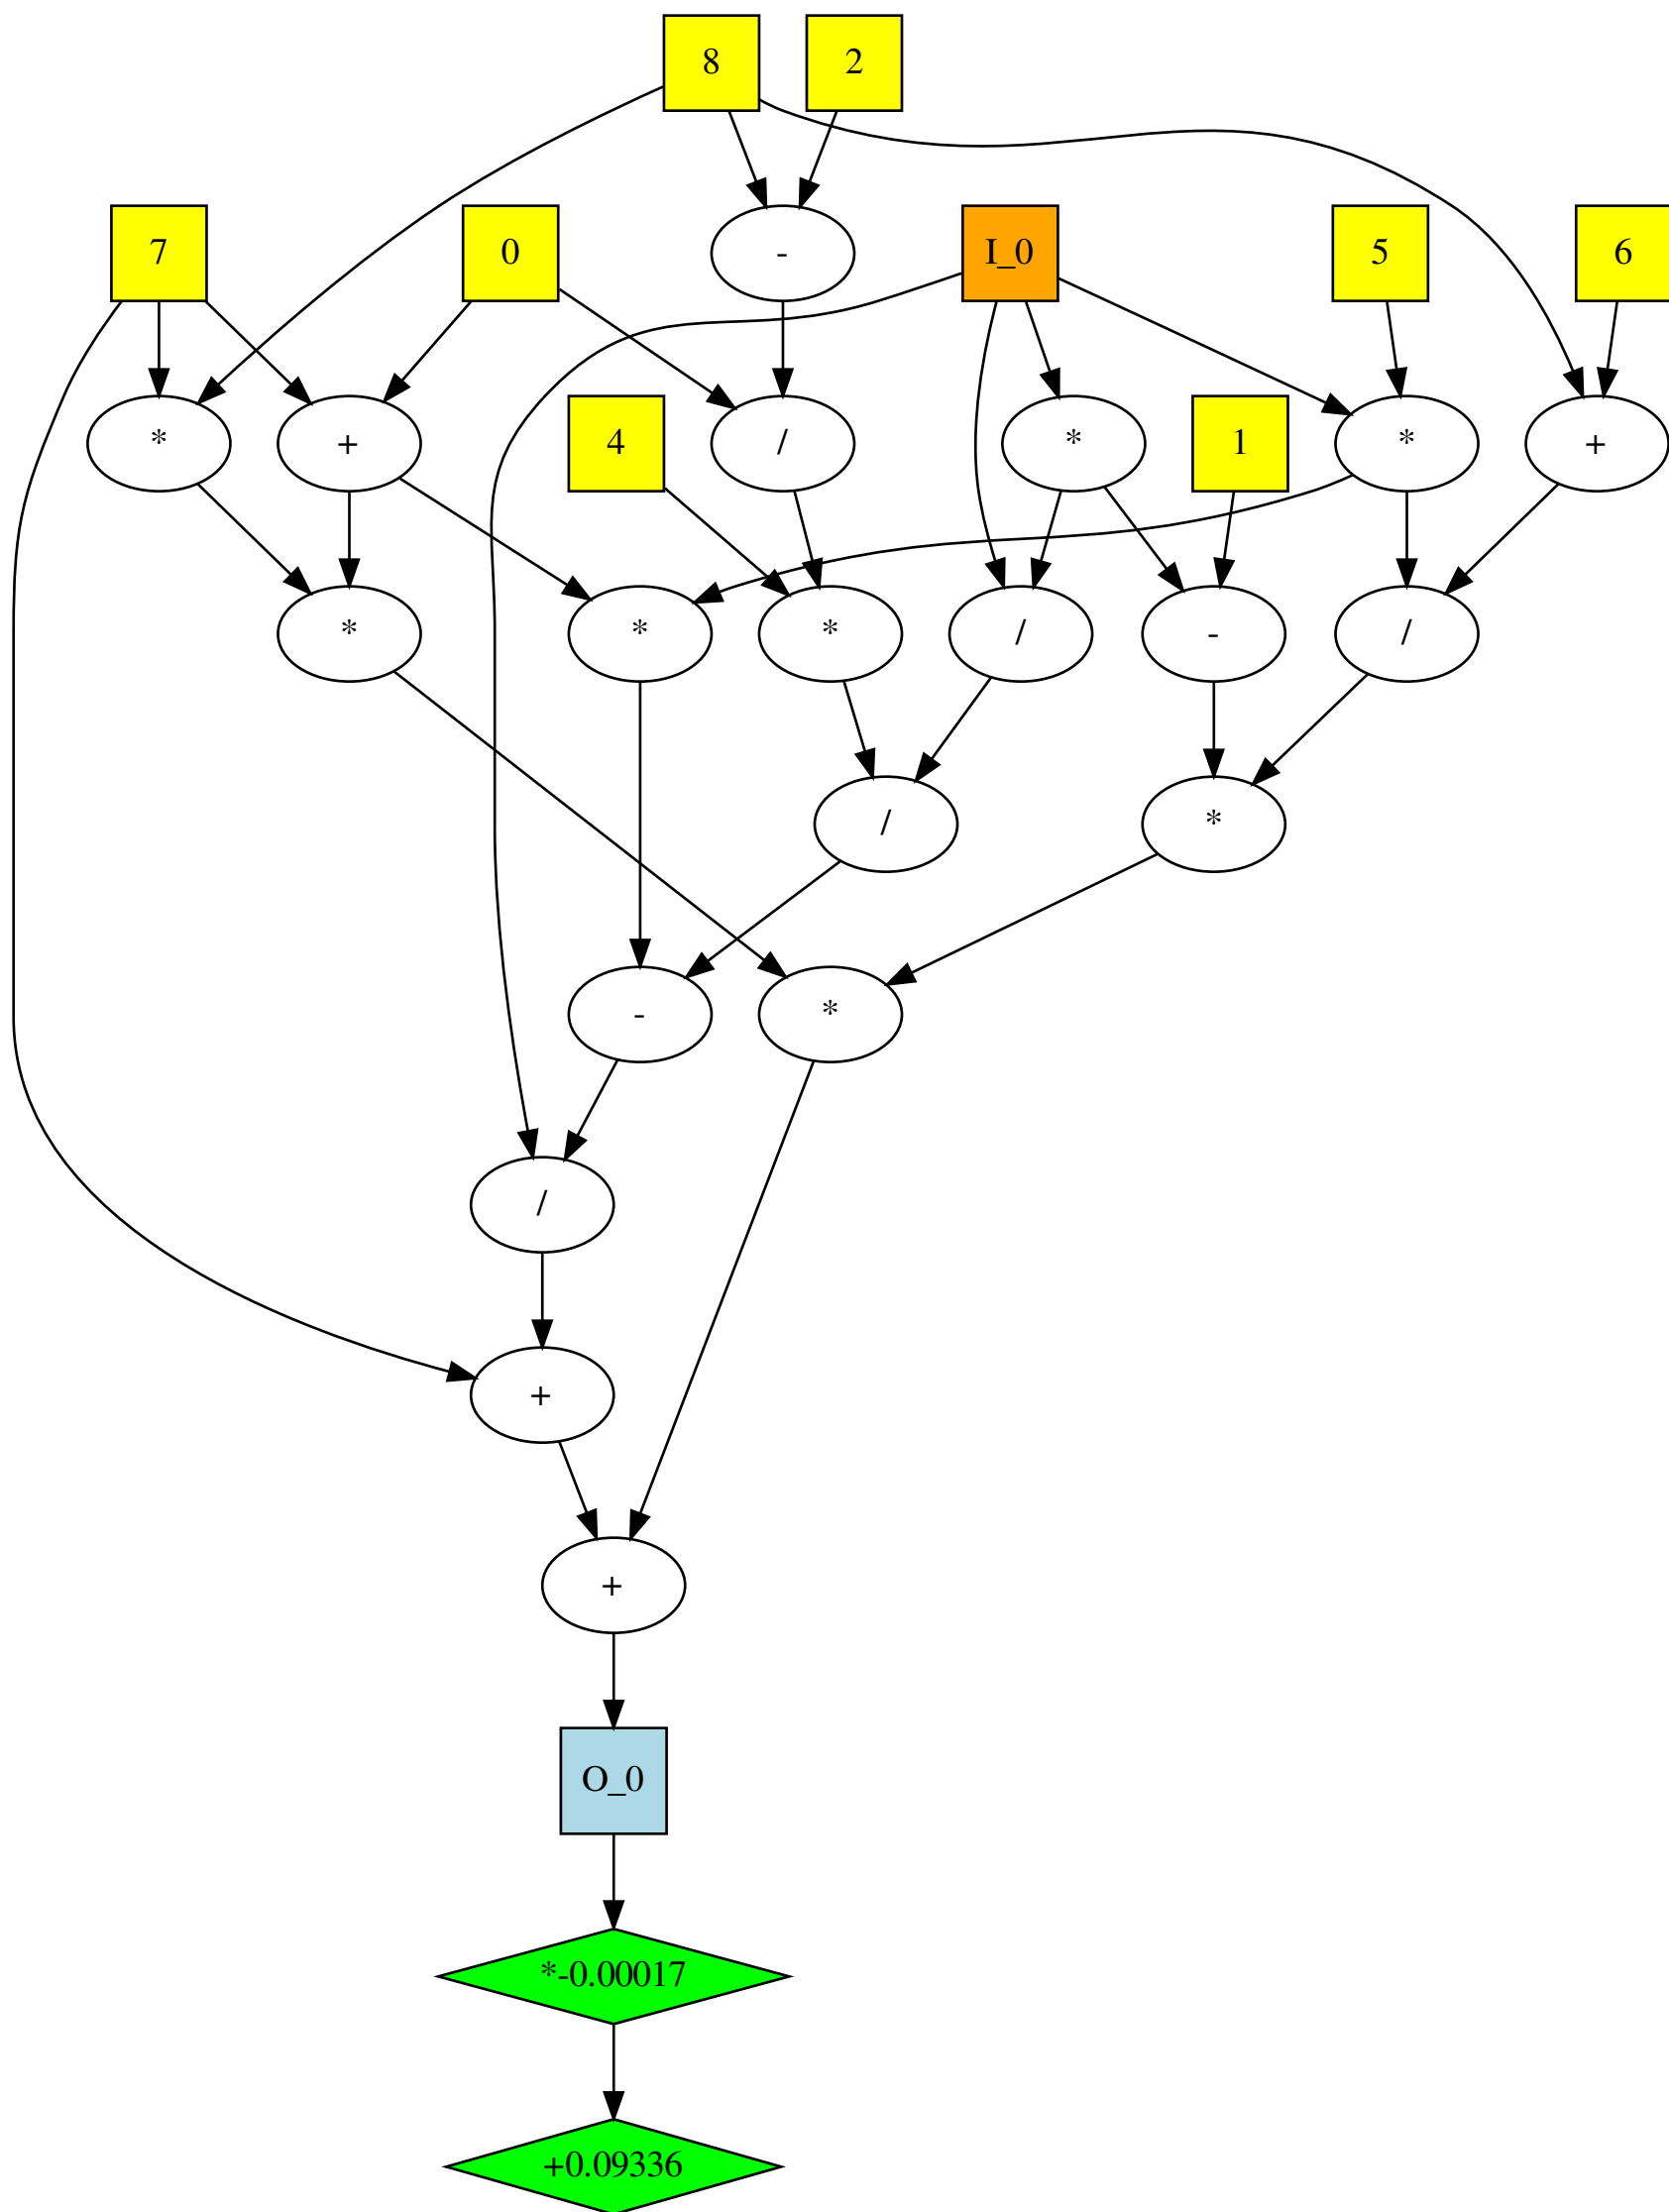 8 2
7 0 - I_0 5 6
* + 4 / * 1 * +
* * * / - /
/ *
- *
/
+
+
O_0
*-0.00017
+0.09336